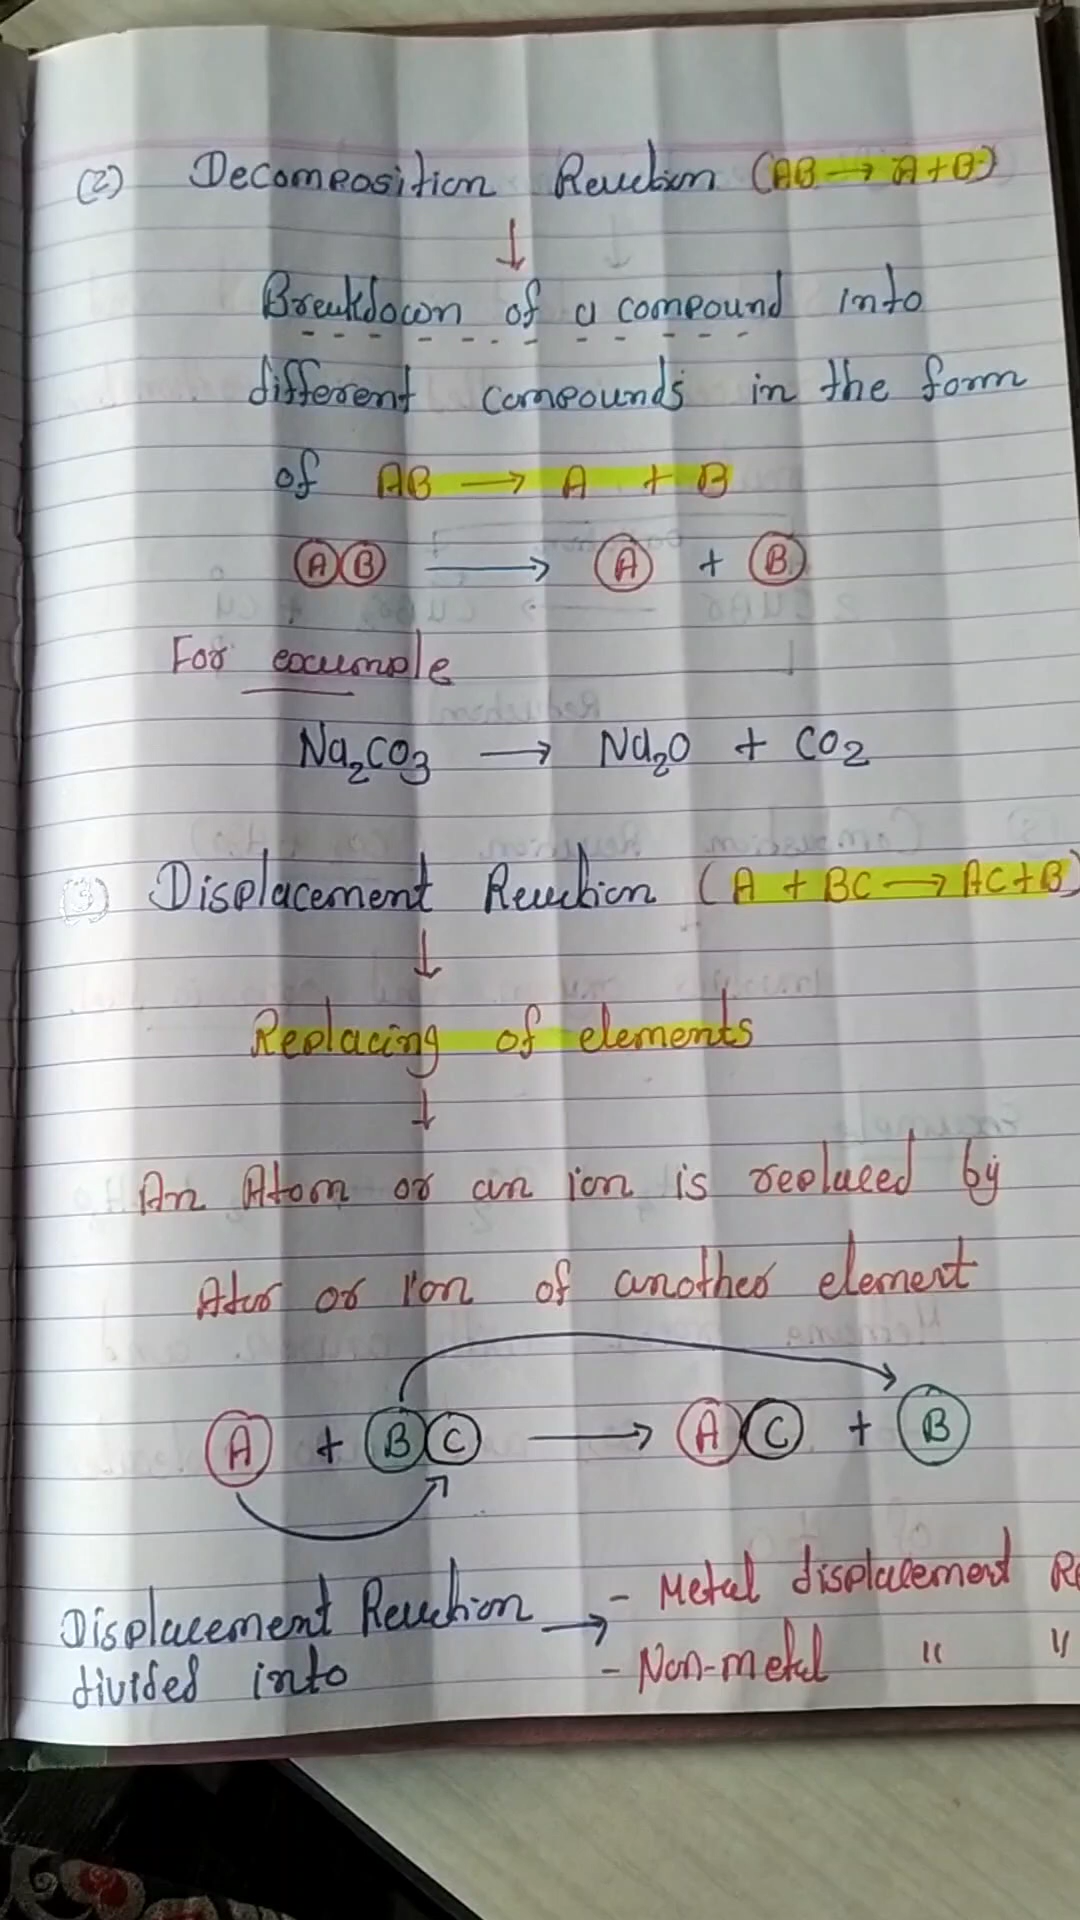 (2) Decomposition Reaction (AB → A+B)
↓
Breakdown of a compound into
different compounds in the form
of AB → A + B
A B → A + B
For example
Na₂CO₃ → Na₂O + CO₂
(3) Displacement Reaction (A + BC → AC+B)
↓
Replacing of elements
↓
An Atom or an ion is replaced by
Ator or ion of another element
A + B C → A C + B
Displacement Reaction → - Metal displacement Re
divided into - Non-metal " "